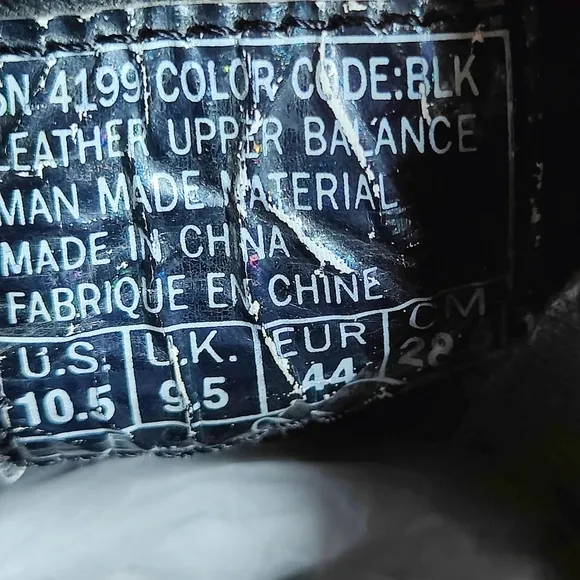 SN 4199 COLOR CODE:BLK
LEATHER UPPER BALANCE
MAN MADE MATERIAL
MADE IN CHINA
FABRIQUE EN CHINE
U.S. U.K. EUR CM
10.5 9.5 44 28